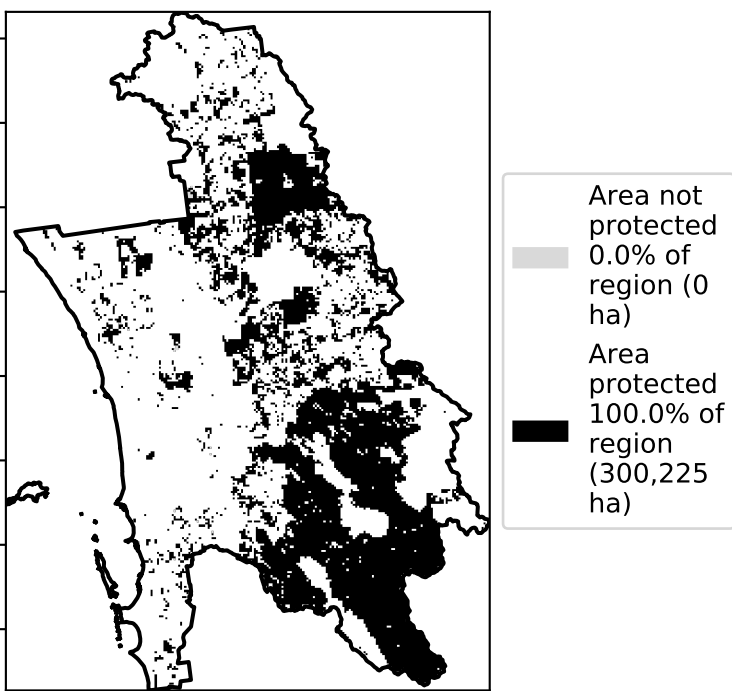 Area not
protected
0.0% of
region (0
ha)
Area
protected
100.0% of
region
(300,225
ha)